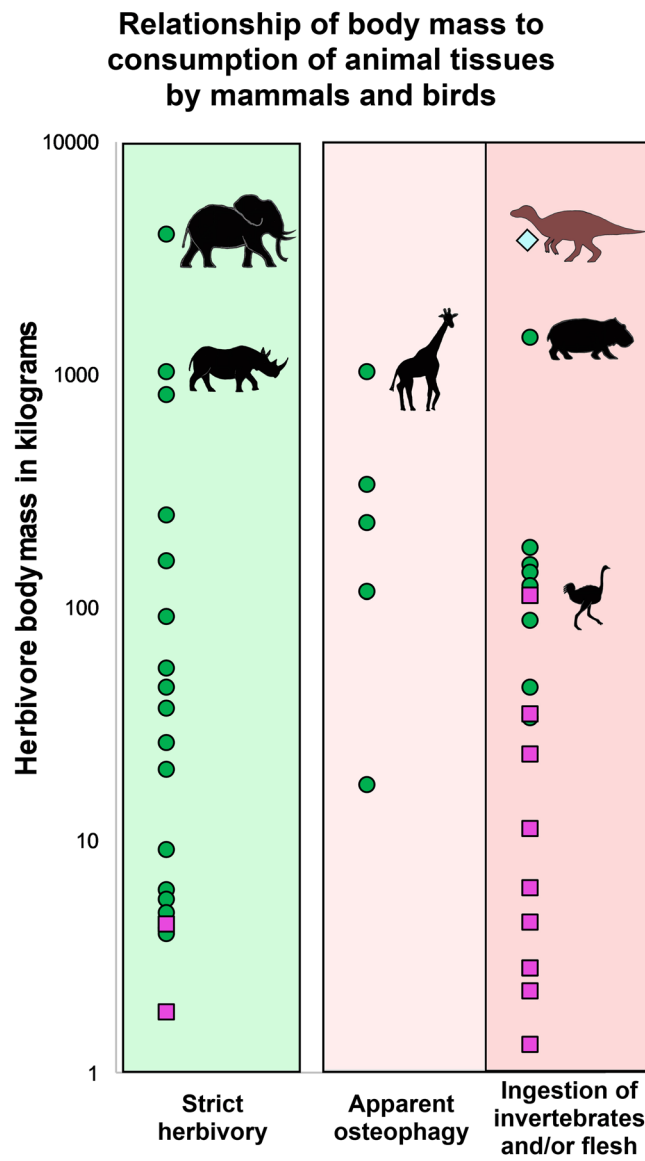 Relationship of body mass to
consumption of animal tissues
by mammals and birds
10000
1000
100
10
1
Herbivore body mass in kilograms
Strict
herbivory
Apparent
osteophagy
Ingestion of
invertebrates
and/or flesh